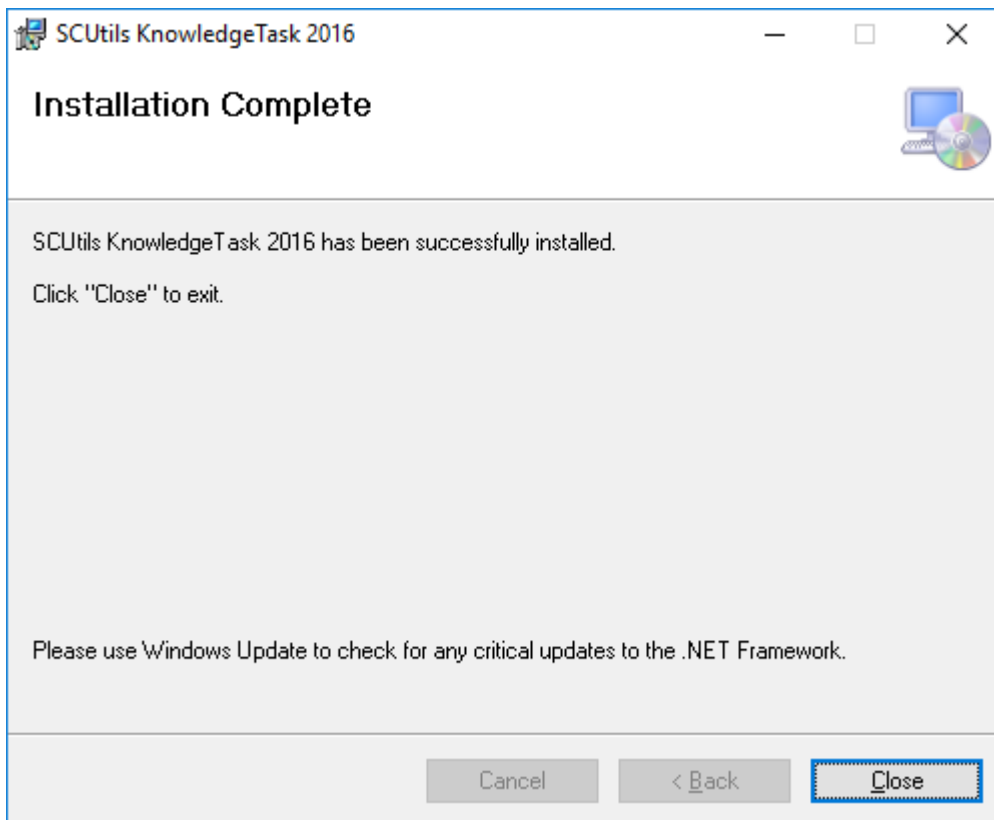 SCUtils KnowledgeTask 2016
Installation Complete
SCUtils KnowledgeTask 2016 has been successfully installed.
Click "Close" to exit.
Please use Windows Update to check for any critical updates to the .NET Framework.
Cancel
< Back
Close